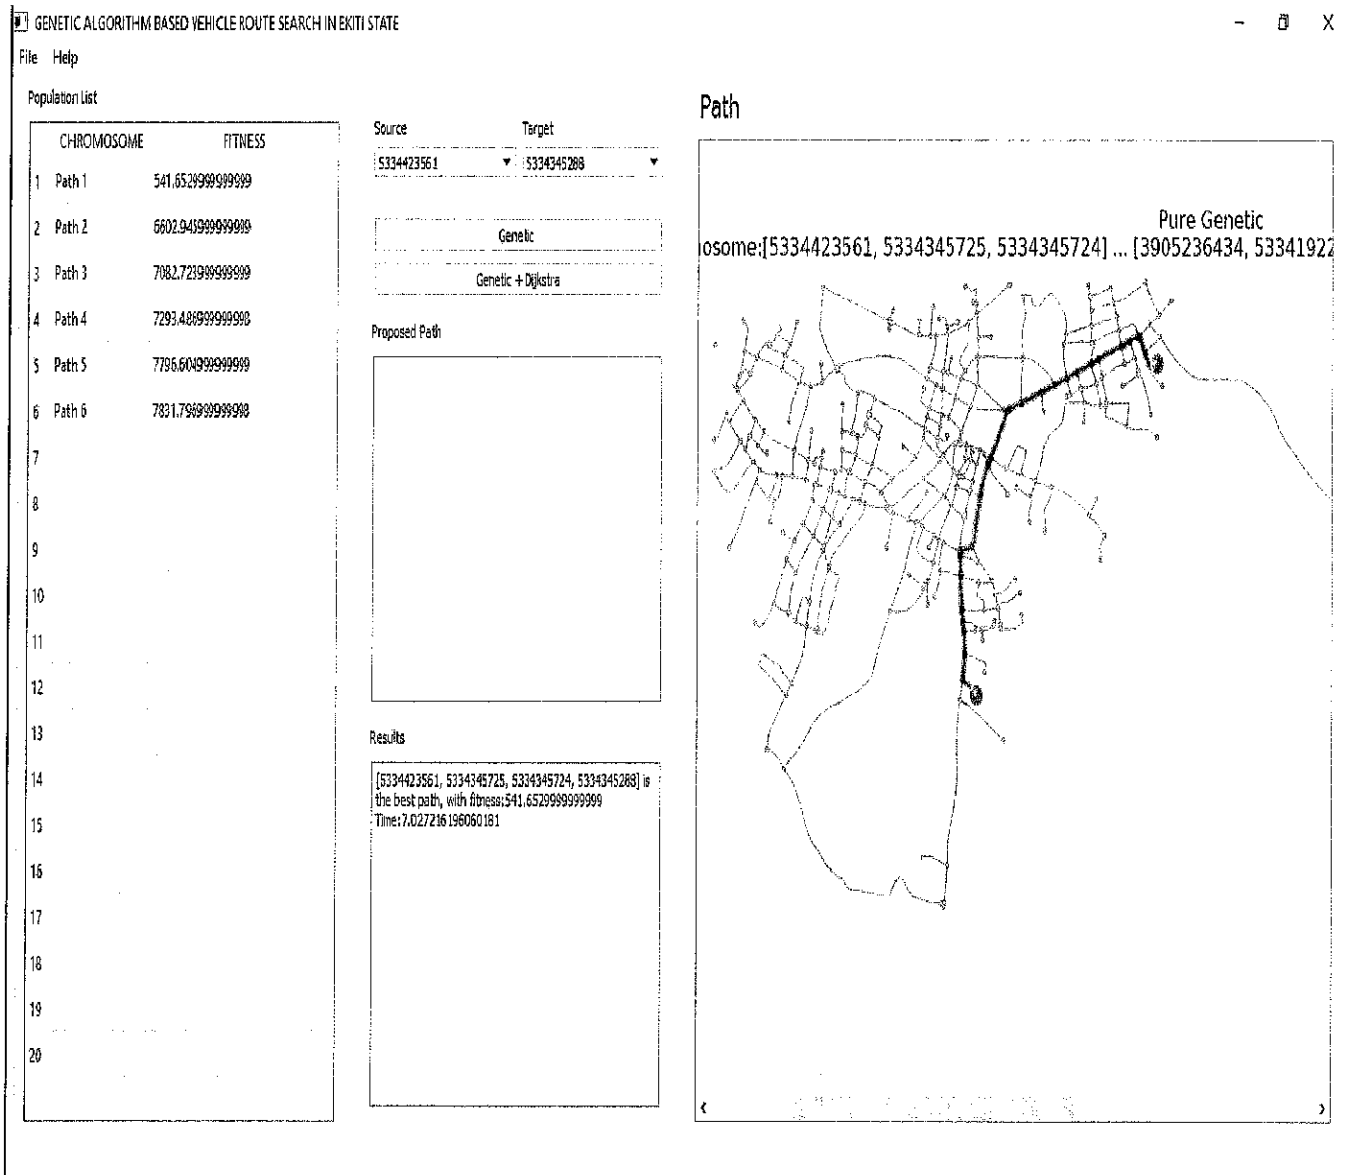 GENETIC ALGORITHM BASED VEHICLE ROUTE SEARCH IN EKITI STATE
File Help
Population List
CHROMOSOME FITNESS
1 Path 1 541.6529999999999
2 Path 2 6602.945999999999
3 Path 3 7082.723999999999
4 Path 4 7293.486999999998
5 Path 5 7796.604999999999
6 Path 6 7831.796999999998
7
8
9
10
11
12
13
14
15
16
17
18
19
20
Source Target
5334423561 5334345288
Genetic
Genetic + Dijkstra
Proposed Path
Results
[5334423561, 5334345725, 5334345724, 5334345288] is
the best path, with fitness:541.6529999999999
Time:7.027216196060181
Path
Pure Genetic
nosome:[5334423561, 5334345725, 5334345724] ... [3905236434, 53341922